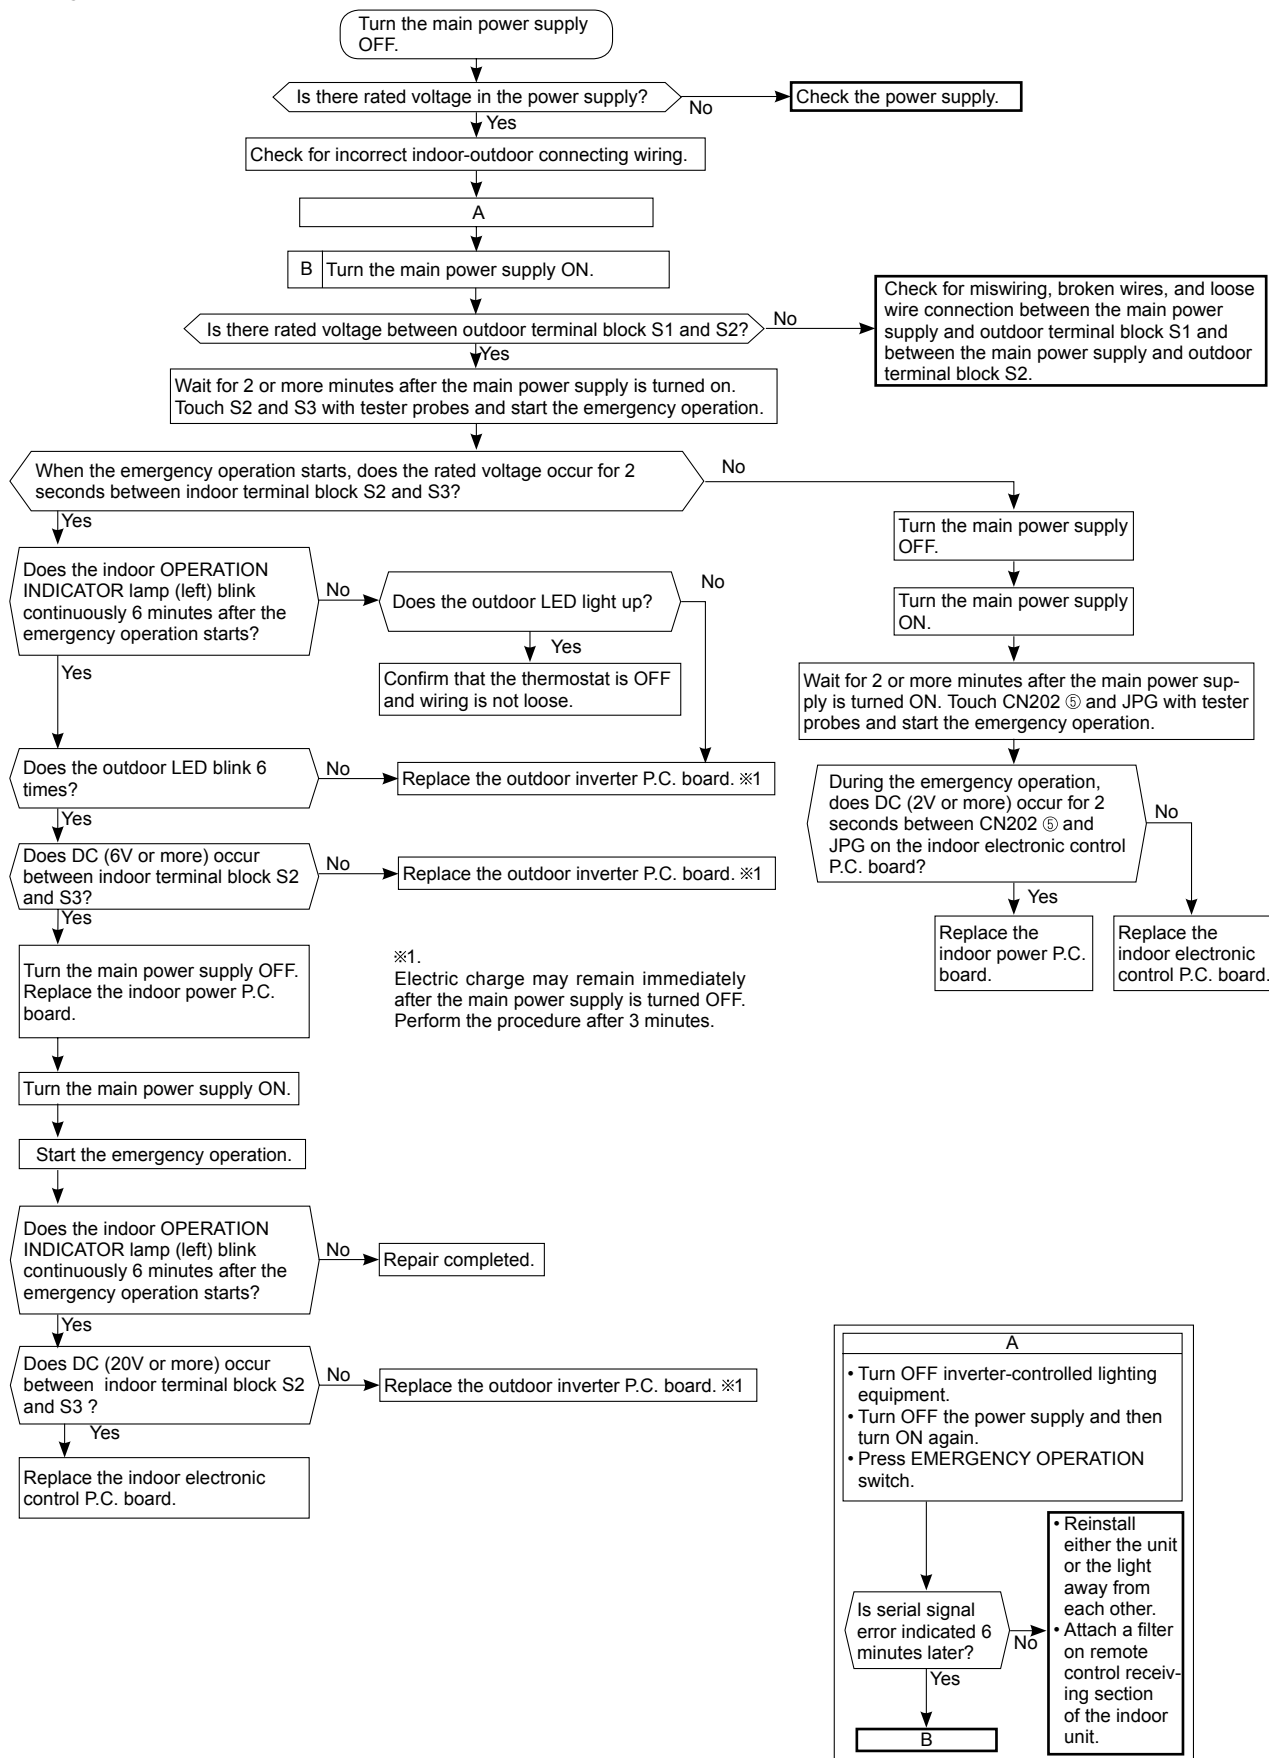 Turn the main power supply
OFF.
Is there rated voltage in the power supply?
No
Check the power supply.
Yes
Check for incorrect indoor-outdoor connecting wiring.
A
B
Turn the main power supply ON.
Is there rated voltage between outdoor terminal block S1 and S2?
No
Check for miswiring, broken wires, and loose
wire connection between the main power
supply and outdoor terminal block S1 and
between the main power supply and outdoor
terminal block S2.
Yes
Wait for 2 or more minutes after the main power supply is turned on.
Touch S2 and S3 with tester probes and start the emergency operation.
When the emergency operation starts, does the rated voltage occur for 2
seconds between indoor terminal block S2 and S3?
No
Yes
Turn the main power supply
OFF.
Turn the main power supply
ON.
Wait for 2 or more minutes after the main power sup-
ply is turned ON. Touch CN202 ⑤ and JPG with tester
probes and start the emergency operation.
During the emergency operation,
does DC (2V or more) occur for 2
seconds between CN202 ⑤ and
JPG on the indoor electronic control
P.C. board?
No
Yes
Replace the
indoor power P.C.
board.
Replace the
indoor electronic
control P.C. board.
Does the indoor OPERATION
INDICATOR lamp (left) blink
continuously 6 minutes after the
emergency operation starts?
No
Does the outdoor LED light up?
No
Yes
Confirm that the thermostat is OFF
and wiring is not loose.
Yes
Does the outdoor LED blink 6
times?
No
Replace the outdoor inverter P.C. board. ※1
Yes
Does DC (6V or more) occur
between indoor terminal block S2
and S3?
No
Replace the outdoor inverter P.C. board. ※1
Yes
Turn the main power supply OFF.
Replace the indoor power P.C.
board.
※1.
Electric charge may remain immediately
after the main power supply is turned OFF.
Perform the procedure after 3 minutes.
Turn the main power supply ON.
Start the emergency operation.
Does the indoor OPERATION
INDICATOR lamp (left) blink
continuously 6 minutes after the
emergency operation starts?
No
Repair completed.
Yes
Does DC (20V or more) occur
between indoor terminal block S2
and S3 ?
No
Replace the outdoor inverter P.C. board. ※1
Yes
Replace the indoor electronic
control P.C. board.
A
• Turn OFF inverter-controlled lighting
equipment.
• Turn OFF the power supply and then
turn ON again.
• Press EMERGENCY OPERATION
switch.
Is serial signal
error indicated 6
minutes later?
No
• Reinstall
either the unit
or the light
away from
each other.
• Attach a filter
on remote
control receiv-
ing section
of the indoor
unit.
Yes
B